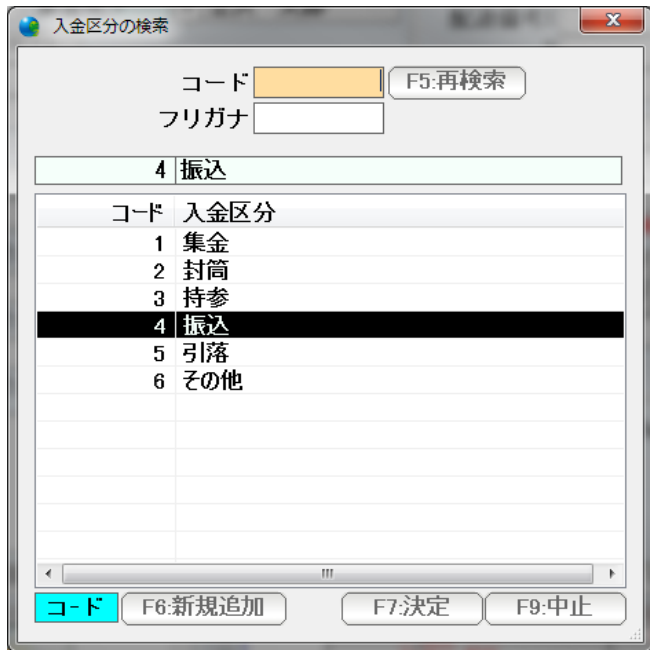 入金区分の検索
コード F5:再検索
フリガナ
4 振込
コード 入金区分
1 集金
2 封筒
3 持参
4 振込
5 引落
6 その他
コード F6:新規追加 F7:決定 F9:中止